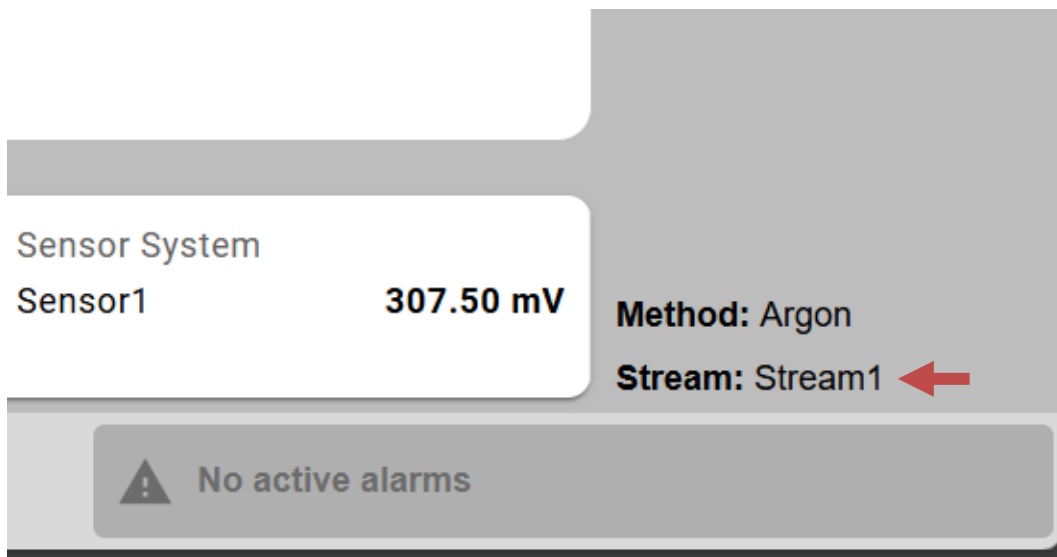 Sensor System
Sensor1 307.50 mV
Method: Argon
Stream: Stream1
No active alarms